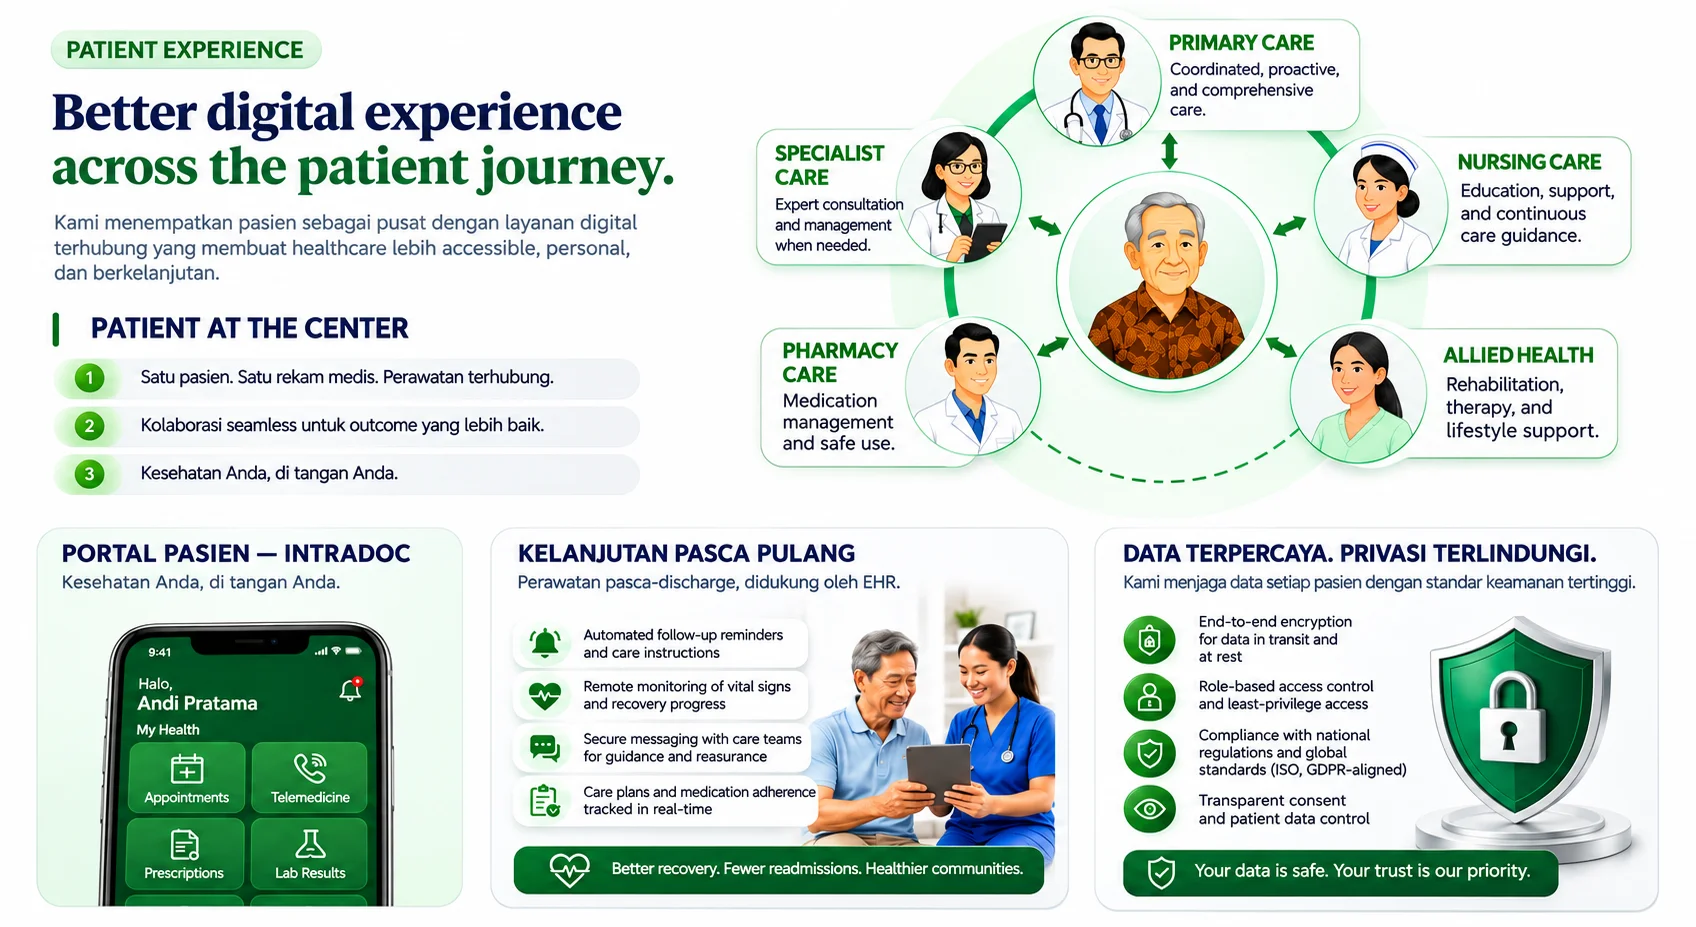 PATIENT EXPERIENCE
Better digital experience
across the patient journey.
Kami menempatkan pasien sebagai pusat dengan layanan digital
terhubung yang membuat healthcare lebih accessible, personal,
dan berkelanjutan.
PATIENT AT THE CENTER
1 Satu pasien. Satu rekam medis. Perawatan terhubung.
2 Kolaborasi seamless untuk outcome yang lebih baik.
3 Kesehatan Anda, di tangan Anda.
PRIMARY CARE
Coordinated, proactive,
and comprehensive
care.
SPECIALIST
CARE
Expert consultation
and management
when needed.
NURSING CARE
Education, support,
and continuous
care guidance.
PHARMACY
CARE
Medication
management
and safe use.
ALLIED HEALTH
Rehabilitation,
therapy, and
lifestyle support.
PORTAL PASIEN — INTRADOC
Kesehatan Anda, di tangan Anda.
9:41
Halo,
Andi Pratama
My Health
Appointments
Telemedicine
Prescriptions
Lab Results
KELANJUTAN PASCA PULANG
Perawatan pasca-discharge, didukung oleh EHR.
Automated follow-up reminders
and care instructions
Remote monitoring of vital signs
and recovery progress
Secure messaging with care teams
for guidance and reasurance
Care plans and medication adherence
tracked in real-time
Better recovery. Fewer readmissions. Healthier communities.
DATA TERPERCAYA. PRIVASI TERLINDUNGI.
Kami menjaga data setiap pasien dengan standar keamanan tertinggi.
End-to-end encryption
for data in transit and
at rest
Role-based access control
and least-privilege access
Compliance with national
regulations and global
standards (ISO, GDPR-aligned)
Transparent consent
and patient data control
Your data is safe. Your trust is our priority.